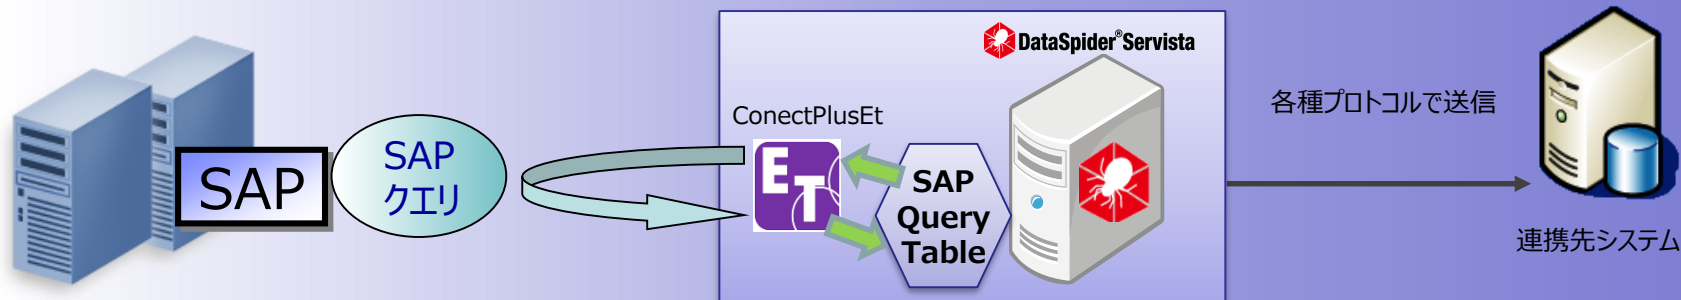 SAP
SAP
クエリ
ConectPlusEt
ET
SAP
Query
Table
DataSpider®Servista
各種プロトコルで送信
連携先システム